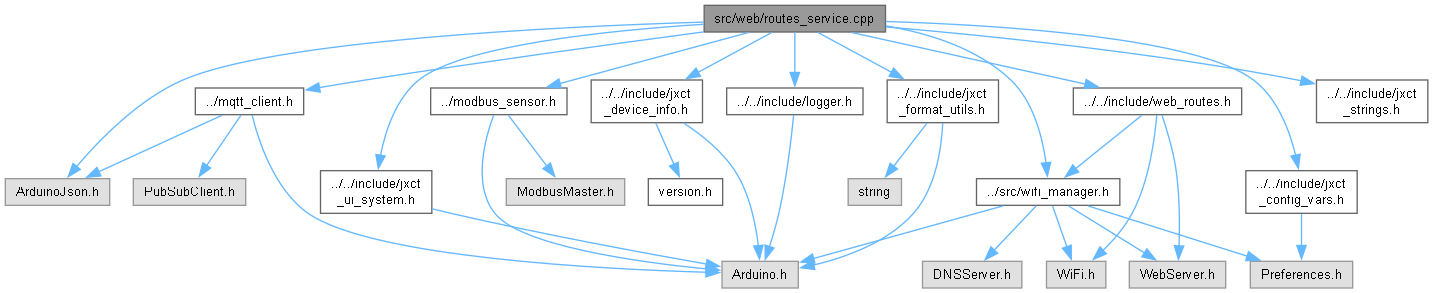 src/web/routes_service.cpp
../mqtt_client.h
../modbus_sensor.h
../../include/jxct
_device_info.h
../../include/logger.h
../../include/jxct
_format_utils.h
../../include/web_routes.h
../../include/jxct
_strings.h
ArduinoJson.h
PubSubClient.h
../../include/jxct
_ui_system.h
ModbusMaster.h
version.h
string
../src/wifi_manager.h
../../include/jxct
_config_vars.h
Arduino.h
DNSServer.h
WiFi.h
WebServer.h
Preferences.h